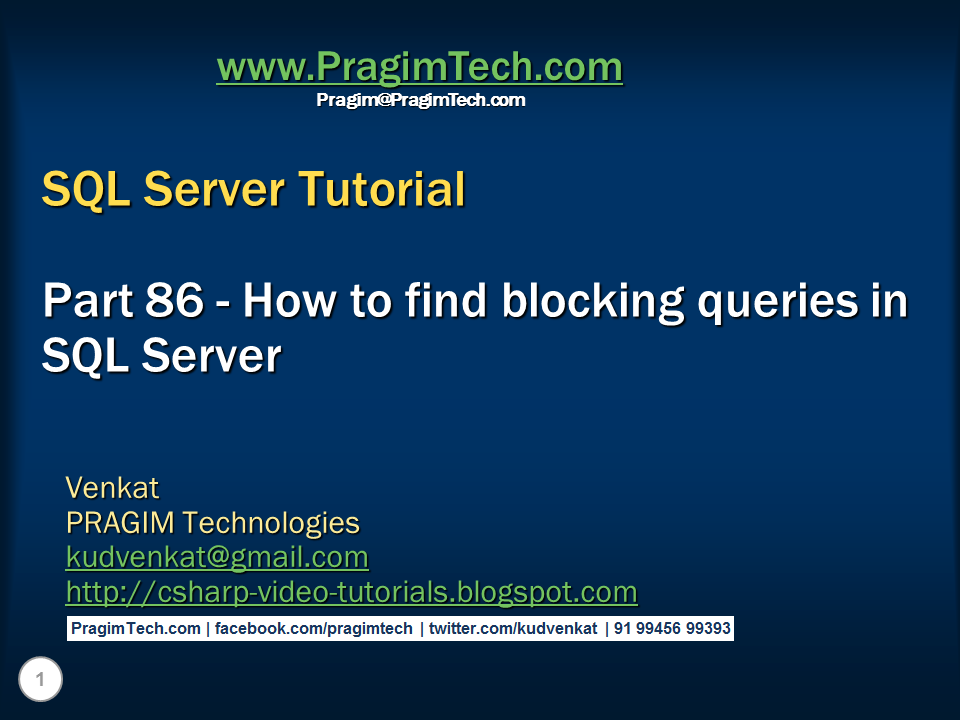 www.PragimTech.com
Pragim@PragimTech.com
SQL Server Tutorial
Part 86 - How to find blocking queries in
SQL Server
Venkat
PRAGIM Technologies
kudvenkat@gmail.com
http://csharp-video-tutorials.blogspot.com
PragimTech.com | facebook.com/pragimtech | twitter.com/kudvenkat | 91 99456 99393
1